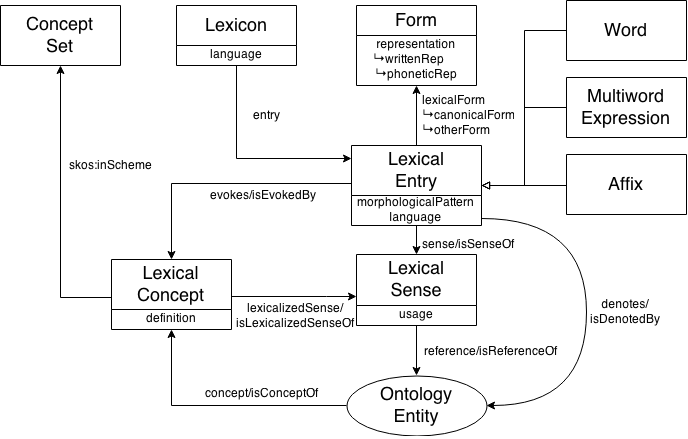 Concept
Set
Lexicon
language
Form
representation
↳writtenRep
↳phoneticRep
Word
Multiword
Expression
Affix
lexicalForm
↳canonicalForm
↳otherForm
entry
skos:inScheme
Lexical
Entry
morphologicalPattern
language
evokes/isEvokedBy
sense/isSenseOf
Lexical
Concept
definition
lexicalizedSense/
isLexicalizedSenseOf
Lexical
Sense
usage
denotes/
isDenotedBy
reference/isReferenceOf
concept/isConceptOf
Ontology
Entity